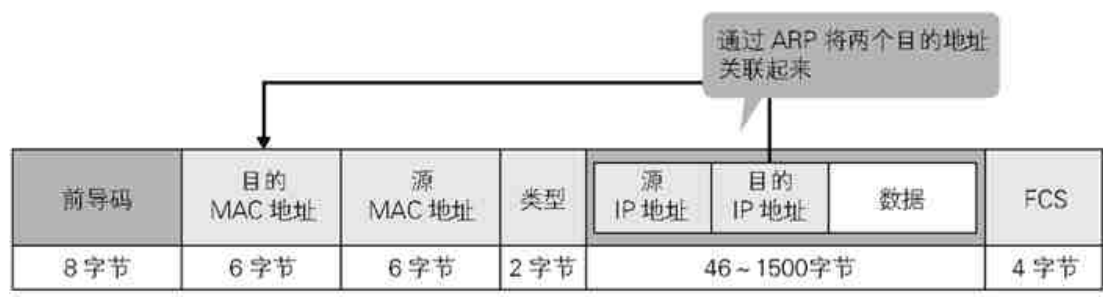 通过 ARP 将两个目的地址
关联起来
前导码
目的
MAC 地址
源
MAC 地址
类型
源
IP 地址
目的
IP 地址
数据
FCS
8 字节
6 字节
6 字节
2 字节
46~1500字节
4 字节